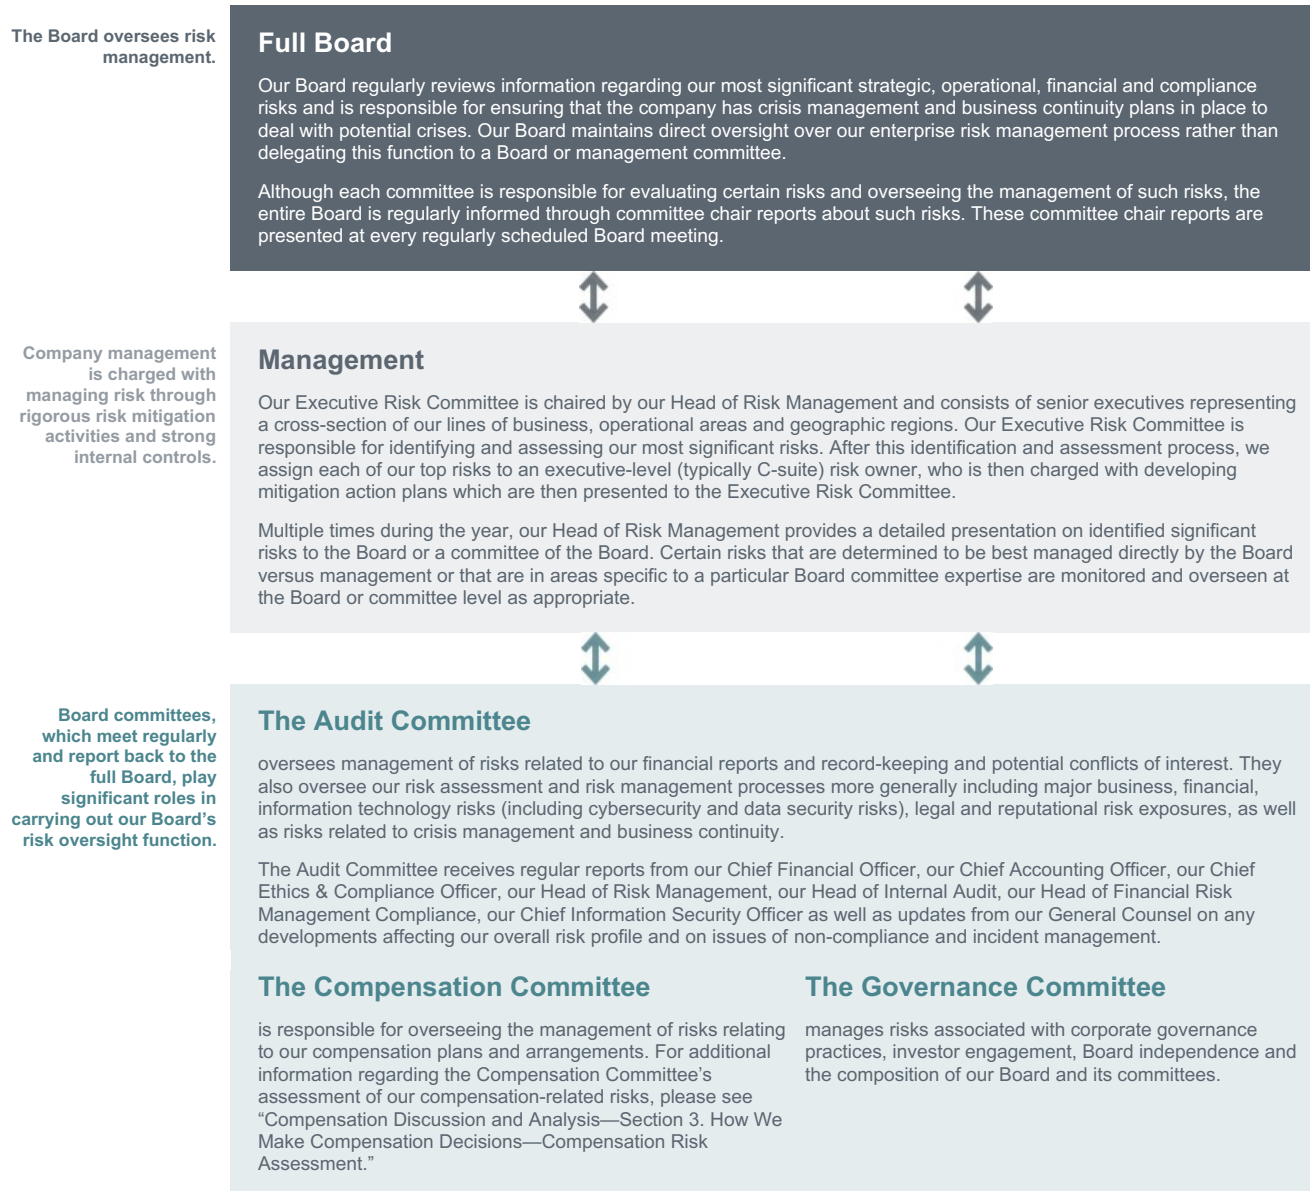 The Board oversees risk
management.
Full Board
Our Board regularly reviews information regarding our most significant strategic, operational, financial and compliance
risks and is responsible for ensuring that the company has crisis management and business continuity plans in place to
deal with potential crises. Our Board maintains direct oversight over our enterprise risk management process rather than
delegating this function to a Board or management committee.
Although each committee is responsible for evaluating certain risks and overseeing the management of such risks, the
entire Board is regularly informed through committee chair reports about such risks. These committee chair reports are
presented at every regularly scheduled Board meeting.
Company management
is charged with
managing risk through
rigorous risk mitigation
activities and strong
internal controls.
Management
Our Executive Risk Committee is chaired by our Head of Risk Management and consists of senior executives representing
a cross-section of our lines of business, operational areas and geographic regions. Our Executive Risk Committee is
responsible for identifying and assessing our most significant risks. After this identification and assessment process, we
assign each of our top risks to an executive-level (typically C-suite) risk owner, who is then charged with developing
mitigation action plans which are then presented to the Executive Risk Committee.
Multiple times during the year, our Head of Risk Management provides a detailed presentation on identified significant
risks to the Board or a committee of the Board. Certain risks that are determined to be best managed directly by the Board
versus management or that are in areas specific to a particular Board committee expertise are monitored and overseen at
the Board or committee level as appropriate.
Board committees,
which meet regularly
and report back to the
full Board, play
significant roles in
carrying out our Board’s
risk oversight function.
The Audit Committee
oversees management of risks related to our financial reports and record-keeping and potential conflicts of interest. They
also oversee our risk assessment and risk management processes more generally including major business, financial,
information technology risks (including cybersecurity and data security risks), legal and reputational risk exposures, as well
as risks related to crisis management and business continuity.
The Audit Committee receives regular reports from our Chief Financial Officer, our Chief Accounting Officer, our Chief
Ethics & Compliance Officer, our Head of Risk Management, our Head of Internal Audit, our Head of Financial Risk
Management Compliance, our Chief Information Security Officer as well as updates from our General Counsel on any
developments affecting our overall risk profile and on issues of non-compliance and incident management.
The Compensation Committee
is responsible for overseeing the management of risks relating
to our compensation plans and arrangements. For additional
information regarding the Compensation Committee’s
assessment of our compensation-related risks, please see
“Compensation Discussion and Analysis—Section 3. How We
Make Compensation Decisions—Compensation Risk
Assessment.”
The Governance Committee
manages risks associated with corporate governance
practices, investor engagement, Board independence and
the composition of our Board and its committees.